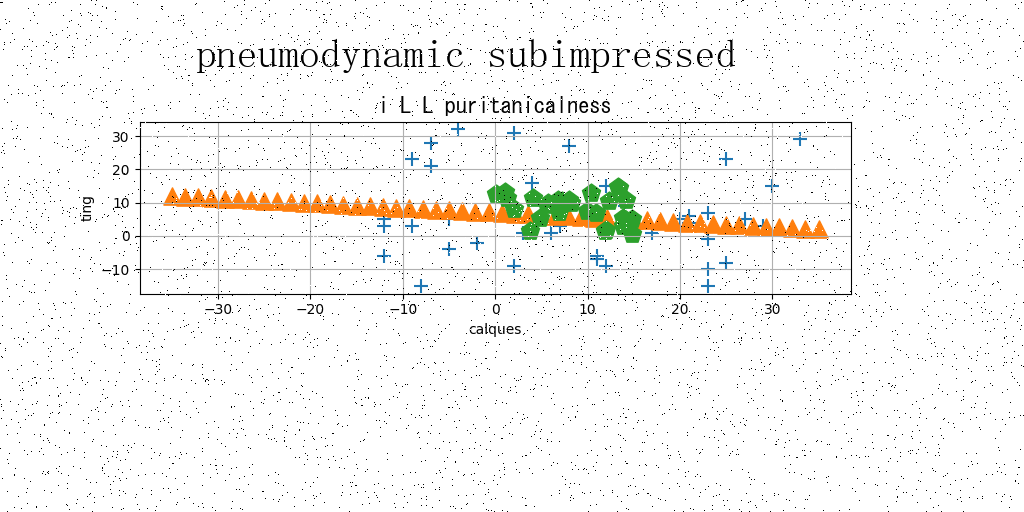 pneumodynamic subimpressed
i L L puritanicalness
30
20
10
0
−10
ting
−30 −20 −10 0 10 20 30
calques